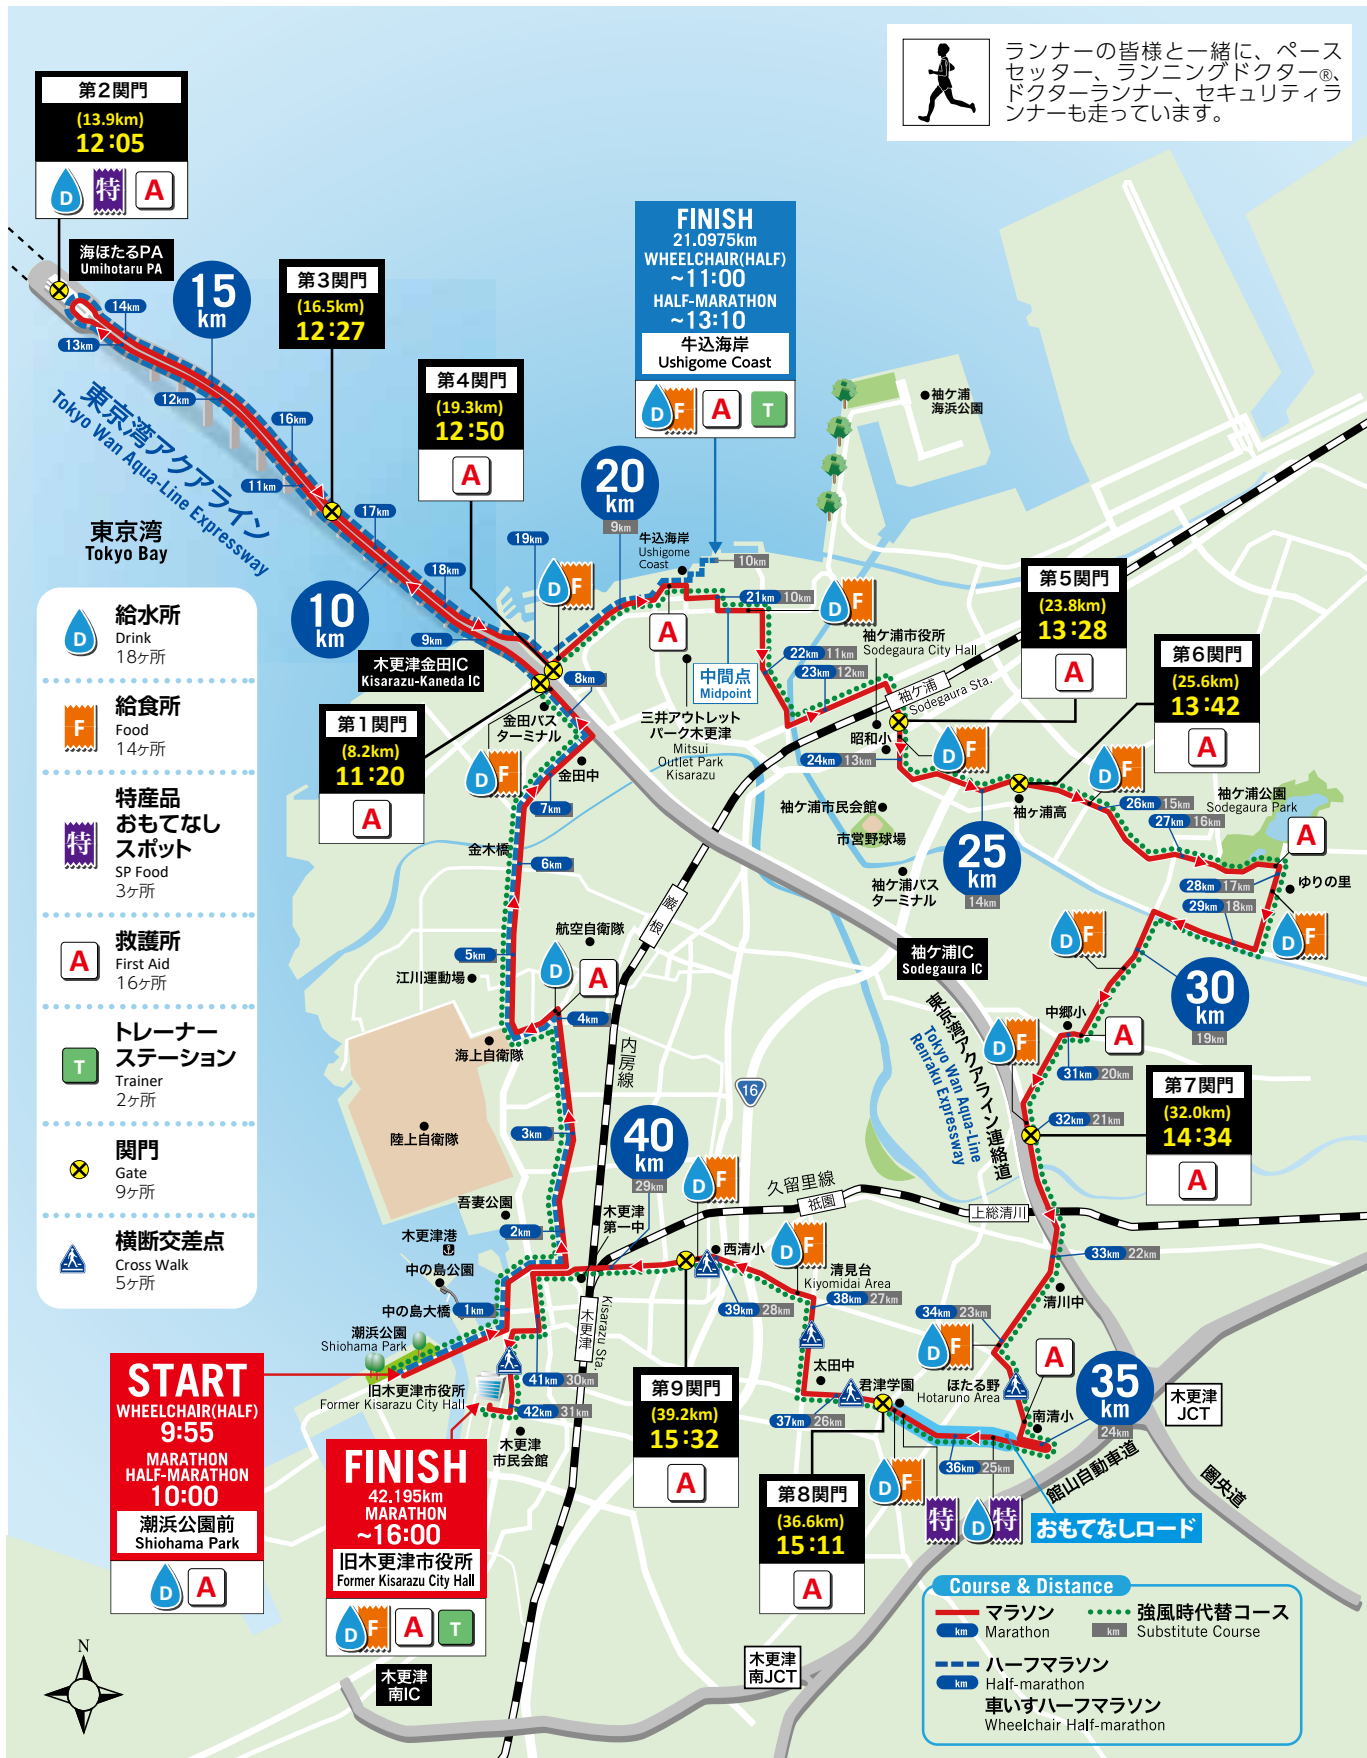 ランナーの皆様と一緒に、ペース
セッター、ランニングドクター®、
ドクターランナー、セキュリティラ
ンナーも走っています。
第2関門
(13.9km)
12:05
D
特
A
海ほたるPA
Umihotaru PA
14km
13km
15
km
12km
16km
11km
17km
第3関門
(16.5km)
12:27
東京湾アクアライン
Tokyo Wan Aqua-Line Expressway
東京湾
Tokyo Bay
10
km
18km
9km
19km
第4関門
(19.3km)
12:50
A
FINISH
21.0975km
WHEELCHAIR(HALF)
~11:00
HALF-MARATHON
~13:10
牛込海岸
Ushigome Coast
D
F
A
T
20
km
9km
牛込海岸
Ushigome
Coast
10km
D
F
A
21km 10km
D
F
袖ケ浦
海浜公園
木更津金田IC
Kisarazu-Kaneda IC
第1関門
(8.2km)
11:20
A
8km
金田バス
ターミナル
D
F
金田中
7km
金木橋
6km
中間点
Midpoint
三井アウトレット
パーク木更津
Mitsui
Outlet Park
Kisarazu
22km 11km
23km 12km
袖ケ浦市役所
Sodegaura City Hall
袖ケ浦
Sodegaura Sta.
昭和小
24km 13km
D
F
第5関門
(23.8km)
13:28
A
第6関門
(25.6km)
13:42
A
袖ヶ浦高
D
F
26km 15km
27km 16km
袖ケ浦公園
Sodegaura Park
A
袖ケ浦市民会館
市営野球場
25
km
14km
袖ケ浦バス
ターミナル
28km 17km
29km 18km
ゆりの里
D
F
D
F
30
km
19km
袖ケ浦IC
Sodegaura IC
東京湾アクアライン連絡道
Tokyo Wan Aqua-Line
Renraku Expressway
中郷小
A
D
F
31km 20km
32km 21km
第7関門
(32.0km)
14:34
A
給水所
Drink
18ヶ所
F
給食所
Food
14ヶ所
特
特産品
おもてなし
スポット
SP Food
3ヶ所
A
救護所
First Aid
16ヶ所
T
トレーナー
ステーション
Trainer
2ヶ所
関門
Gate
9ヶ所
横断交差点
Cross Walk
5ヶ所
D
巌根
航空自衛隊
D
A
5km
江川運動場
4km
海上自衛隊
内房線
16
陸上自衛隊
3km
40
km
29km
D
F
久留里線
祇園
上総清川
吾妻公園
2km
木更津
第一中
木更津港
中の島公園
中の島大橋
1km
潮浜公園
Shiohama Park
西清小
D
F
清見台
Kiyomidai Area
33km 22km
清川中
38km 27km
39km 28km
34km 23km
D
F
木更津
Kisarazu Sta.
START
WHEELCHAIR(HALF)
9:55
MARATHON
HALF-MARATHON
10:00
潮浜公園前
Shiohama Park
D
A
旧木更津市役所
Former Kisarazu City Hall
41km 30km
42km 31km
木更津
市民会館
FINISH
42.195km
MARATHON
~16:00
旧木更津市役所
Former Kisarazu City Hall
D
F
A
T
第9関門
(39.2km)
15:32
A
太田中
37km 26km
君津学園
ほたる野
Hotaruno Area
A
南清小
35
km
24km
木更津
JCT
36km 25km
館山自動車道
圏央道
第8関門
(36.6km)
15:11
A
D
F
特
D
特
おもてなしロード
N
木更津
南IC
木更津
南JCT
Course & Distance
マラソン
km Marathon
強風時代替コース
km Substitute Course
ハーフマラソン
km Half-marathon
車いすハーフマラソン
Wheelchair Half-marathon